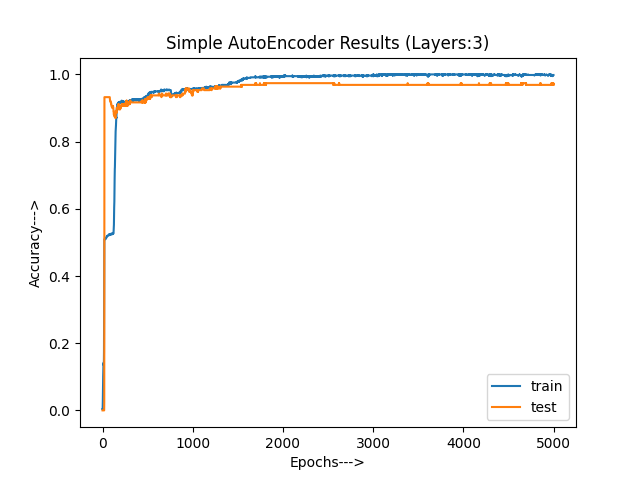 Simple AutoEncoder Results (Layers:3)
1.0
0.8
0.6
0.4
0.2
0.0
Accuracy--->
0 1000 2000 3000 4000 5000
Epochs--->
train
test